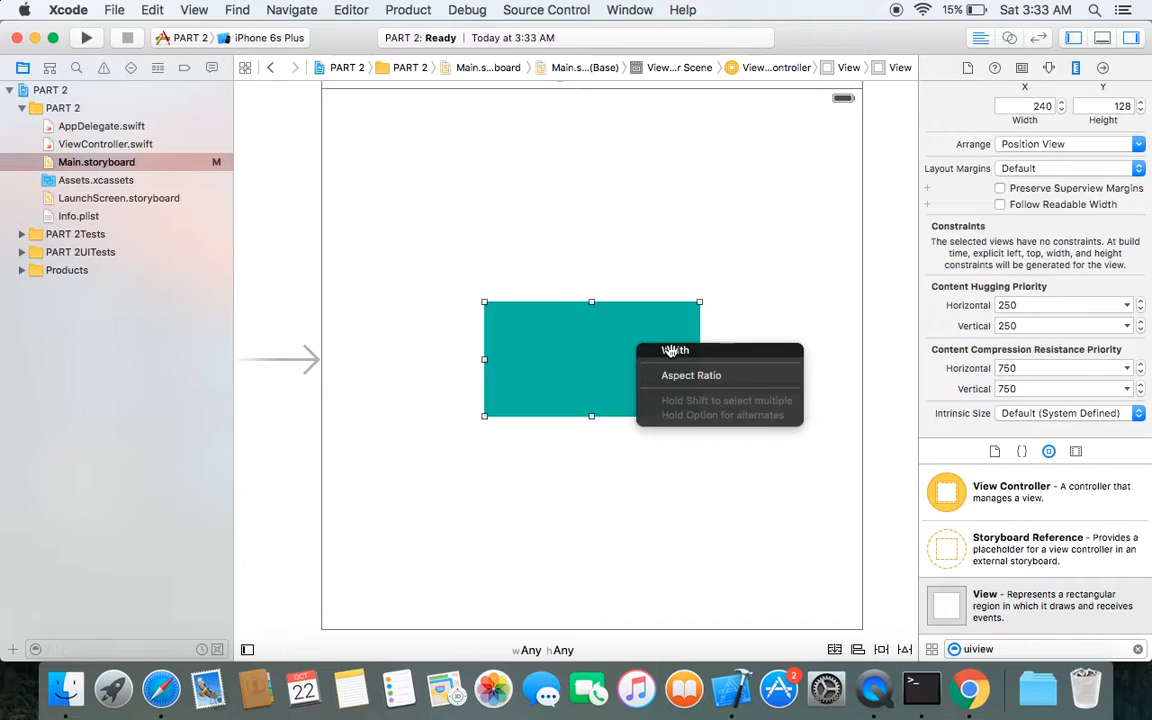 Xcode File Edit View Find Navigate Editor Product Debug Source Control Window Help 15% Sat 3:33 AM
PART 2 iPhone 6s Plus PART 2: Ready Today at 3:33 AM
PART 2 PART 2 Main.s...board Main.s...(Base) View...r Scene View...ontroller View View
PART 2
PART 2
AppDelegate.swift
ViewController.swift
Main.storyboard M
Assets.xcassets
LaunchScreen.storyboard
Info.plist
PART 2Tests
PART 2UITests
Products
Aspect Ratio
Hold Shift to select multiple
Hold Option for alternates
wAny hAny
X Y
240 128
Width Height
Arrange Position View
Layout Margins Default
Preserve Superview Margins
Follow Readable Width
Constraints
The selected views have no constraints. At build
time, explicit left, top, width, and height
constraints will be generated for the view.
Content Hugging Priority
Horizontal 250
Vertical 250
Content Compression Resistance Priority
Horizontal 750
Vertical 750
Intrinsic Size Default (System Defined)
View Controller - A controller that
manages a view.
Storyboard Reference - Provides a
placeholder for a view controller in an
external storyboard.
View - Represents a rectangular
region in which it draws and receives
events.
uiview
OCT
22
2